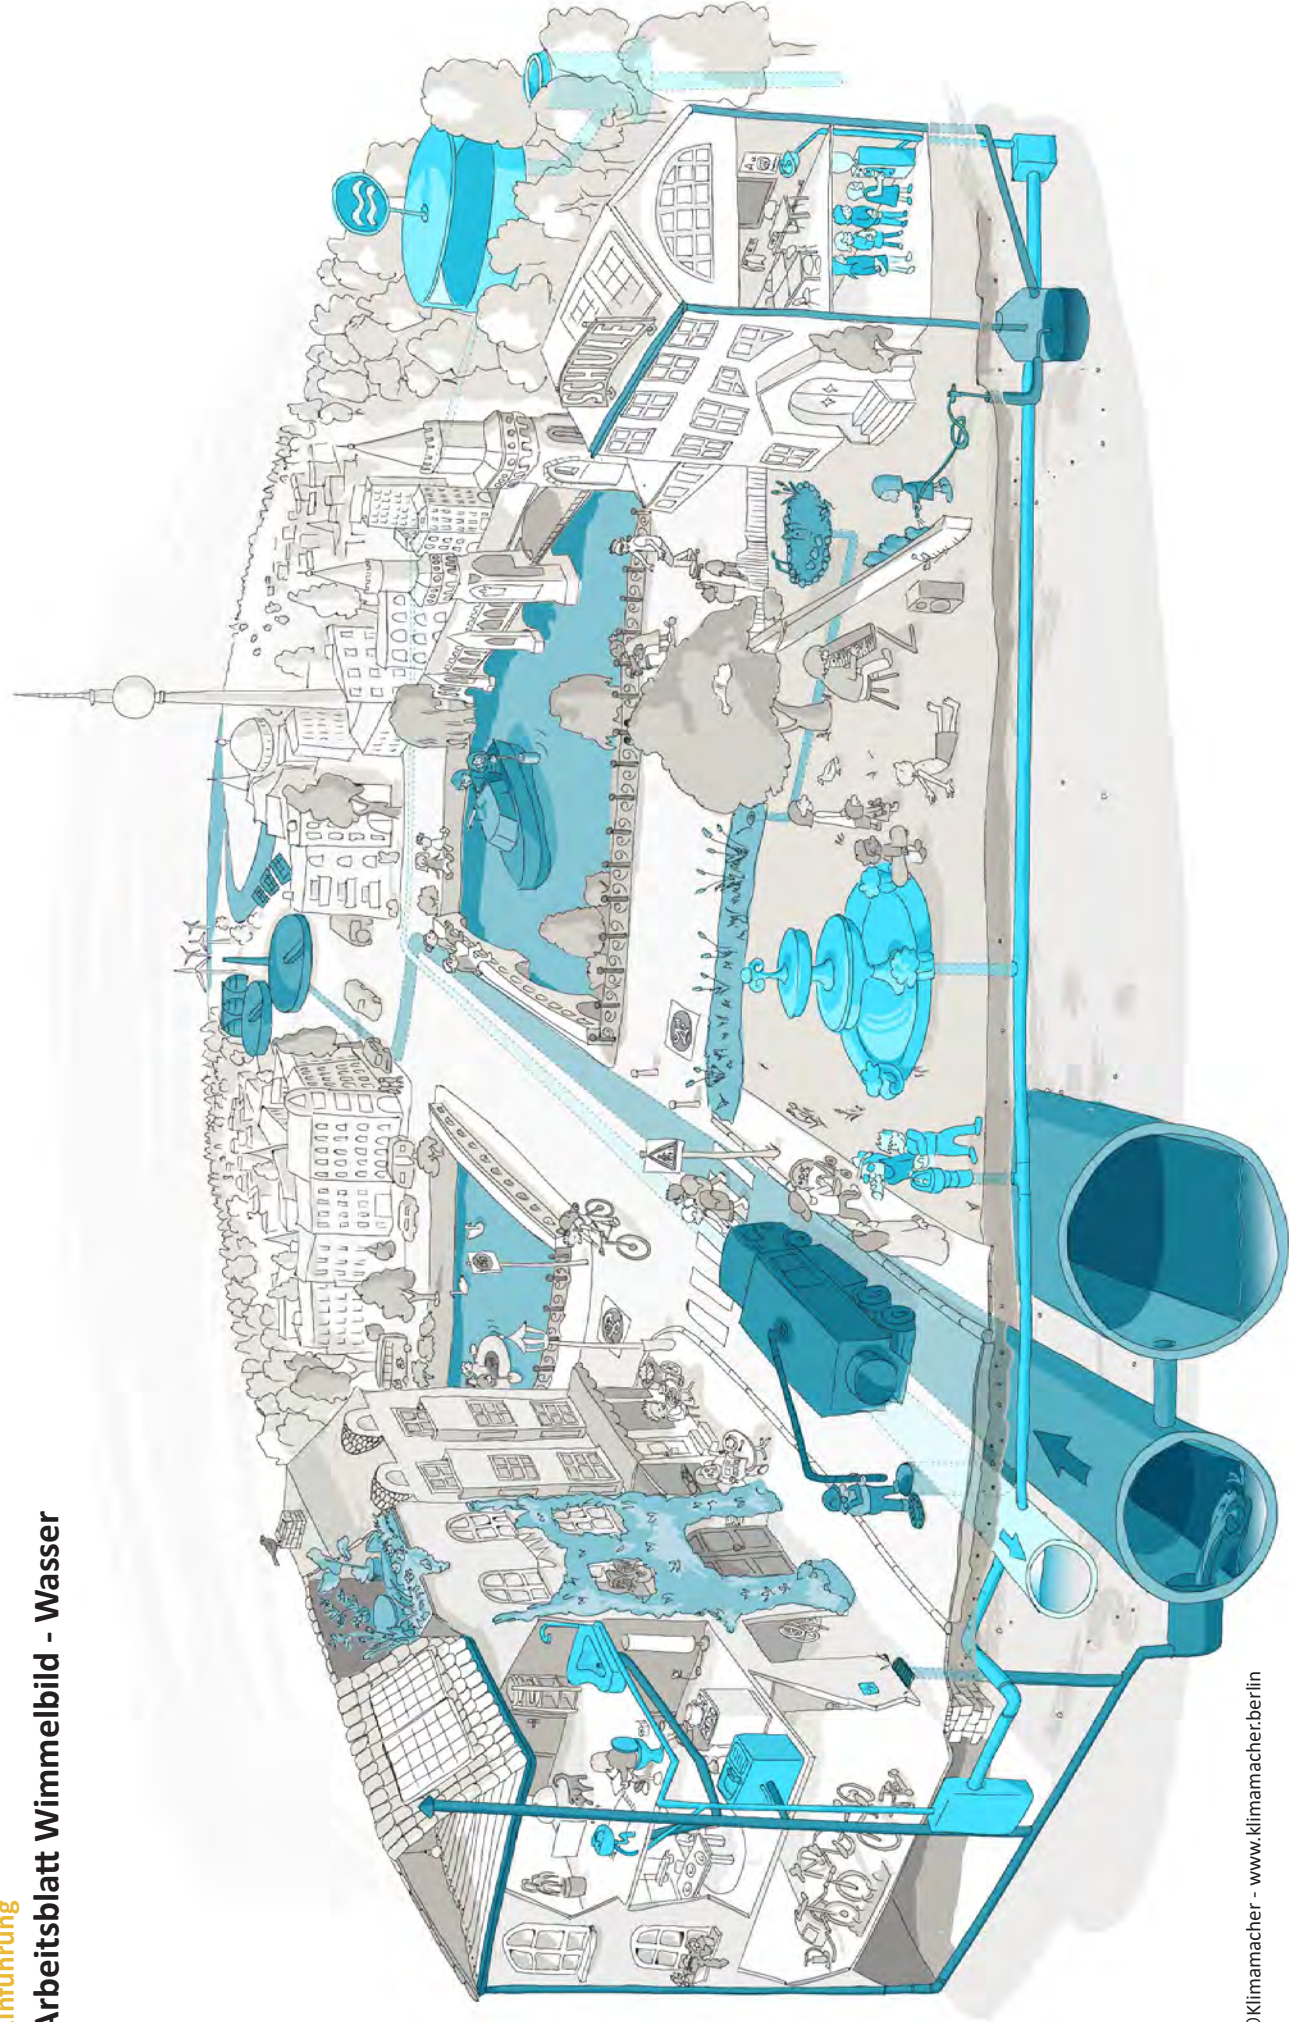 Einführung
Arbeitsblatt Wimmelbild - Wasser
SCHULE
©Klimamacher - www.klimamacher.berlin